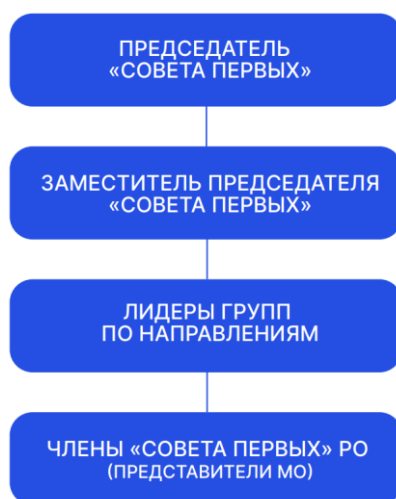 ПРЕДСЕДАТЕЛЬ
«СОВЕТА ПЕРВЫХ»
ЗАМЕСТИТЕЛЬ ПРЕДСЕДАТЕЛЯ
«СОВЕТА ПЕРВЫХ»
ЛИДЕРЫ ГРУПП
ПО НАПРАВЛЕНИЯМ
ЧЛЕНЫ «СОВЕТА ПЕРВЫХ» РО
(ПРЕДСТАВИТЕЛИ МО)